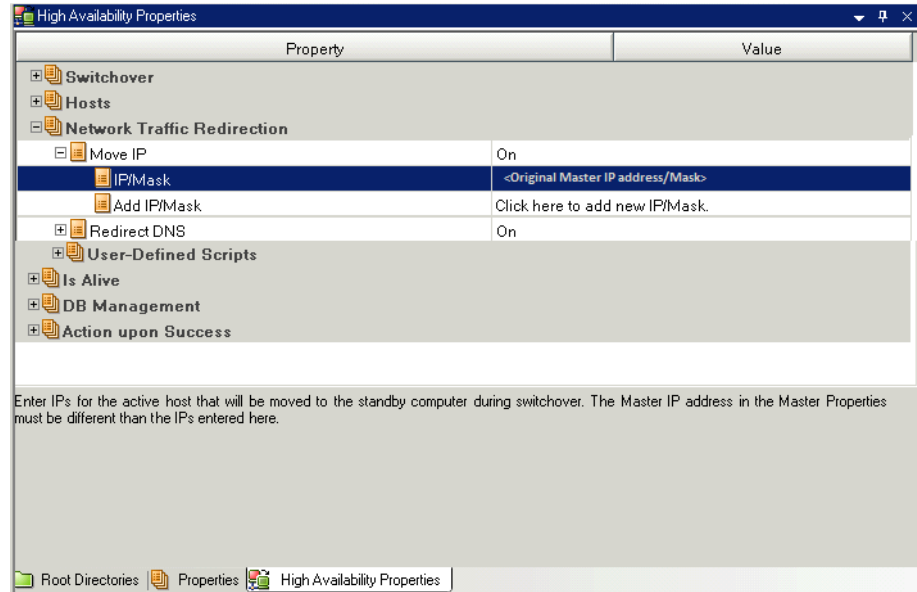 High Availability Properties
Property Value
Switchover
Hosts
Network Traffic Redirection
Move IP On
IP/Mask <Original Master IP address/Mask>
Add IP/Mask Click here to add new IP/Mask.
Redirect DNS On
User-Defined Scripts
Is Alive
DB Management
Action upon Success
Enter IPs for the active host that will be moved to the standby computer during switchover. The Master IP address in the Master Properties
must be different than the IPs entered here.
Root Directories Properties High Availability Properties